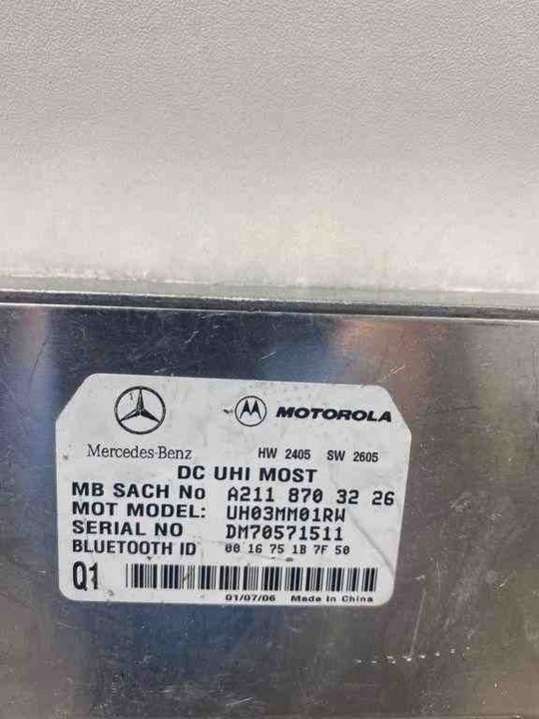 MOTOROLA
Mercedes-Benz HW 2405 SW 2605
DC UHI MOST
MB SACH No A211 870 32 26
MOT MODEL: UH03MM01RW
SERIAL NO DM70571511
BLUETOOTH ID 00 16 75 1B 7F 50
Q1
01/07/06 Made in China